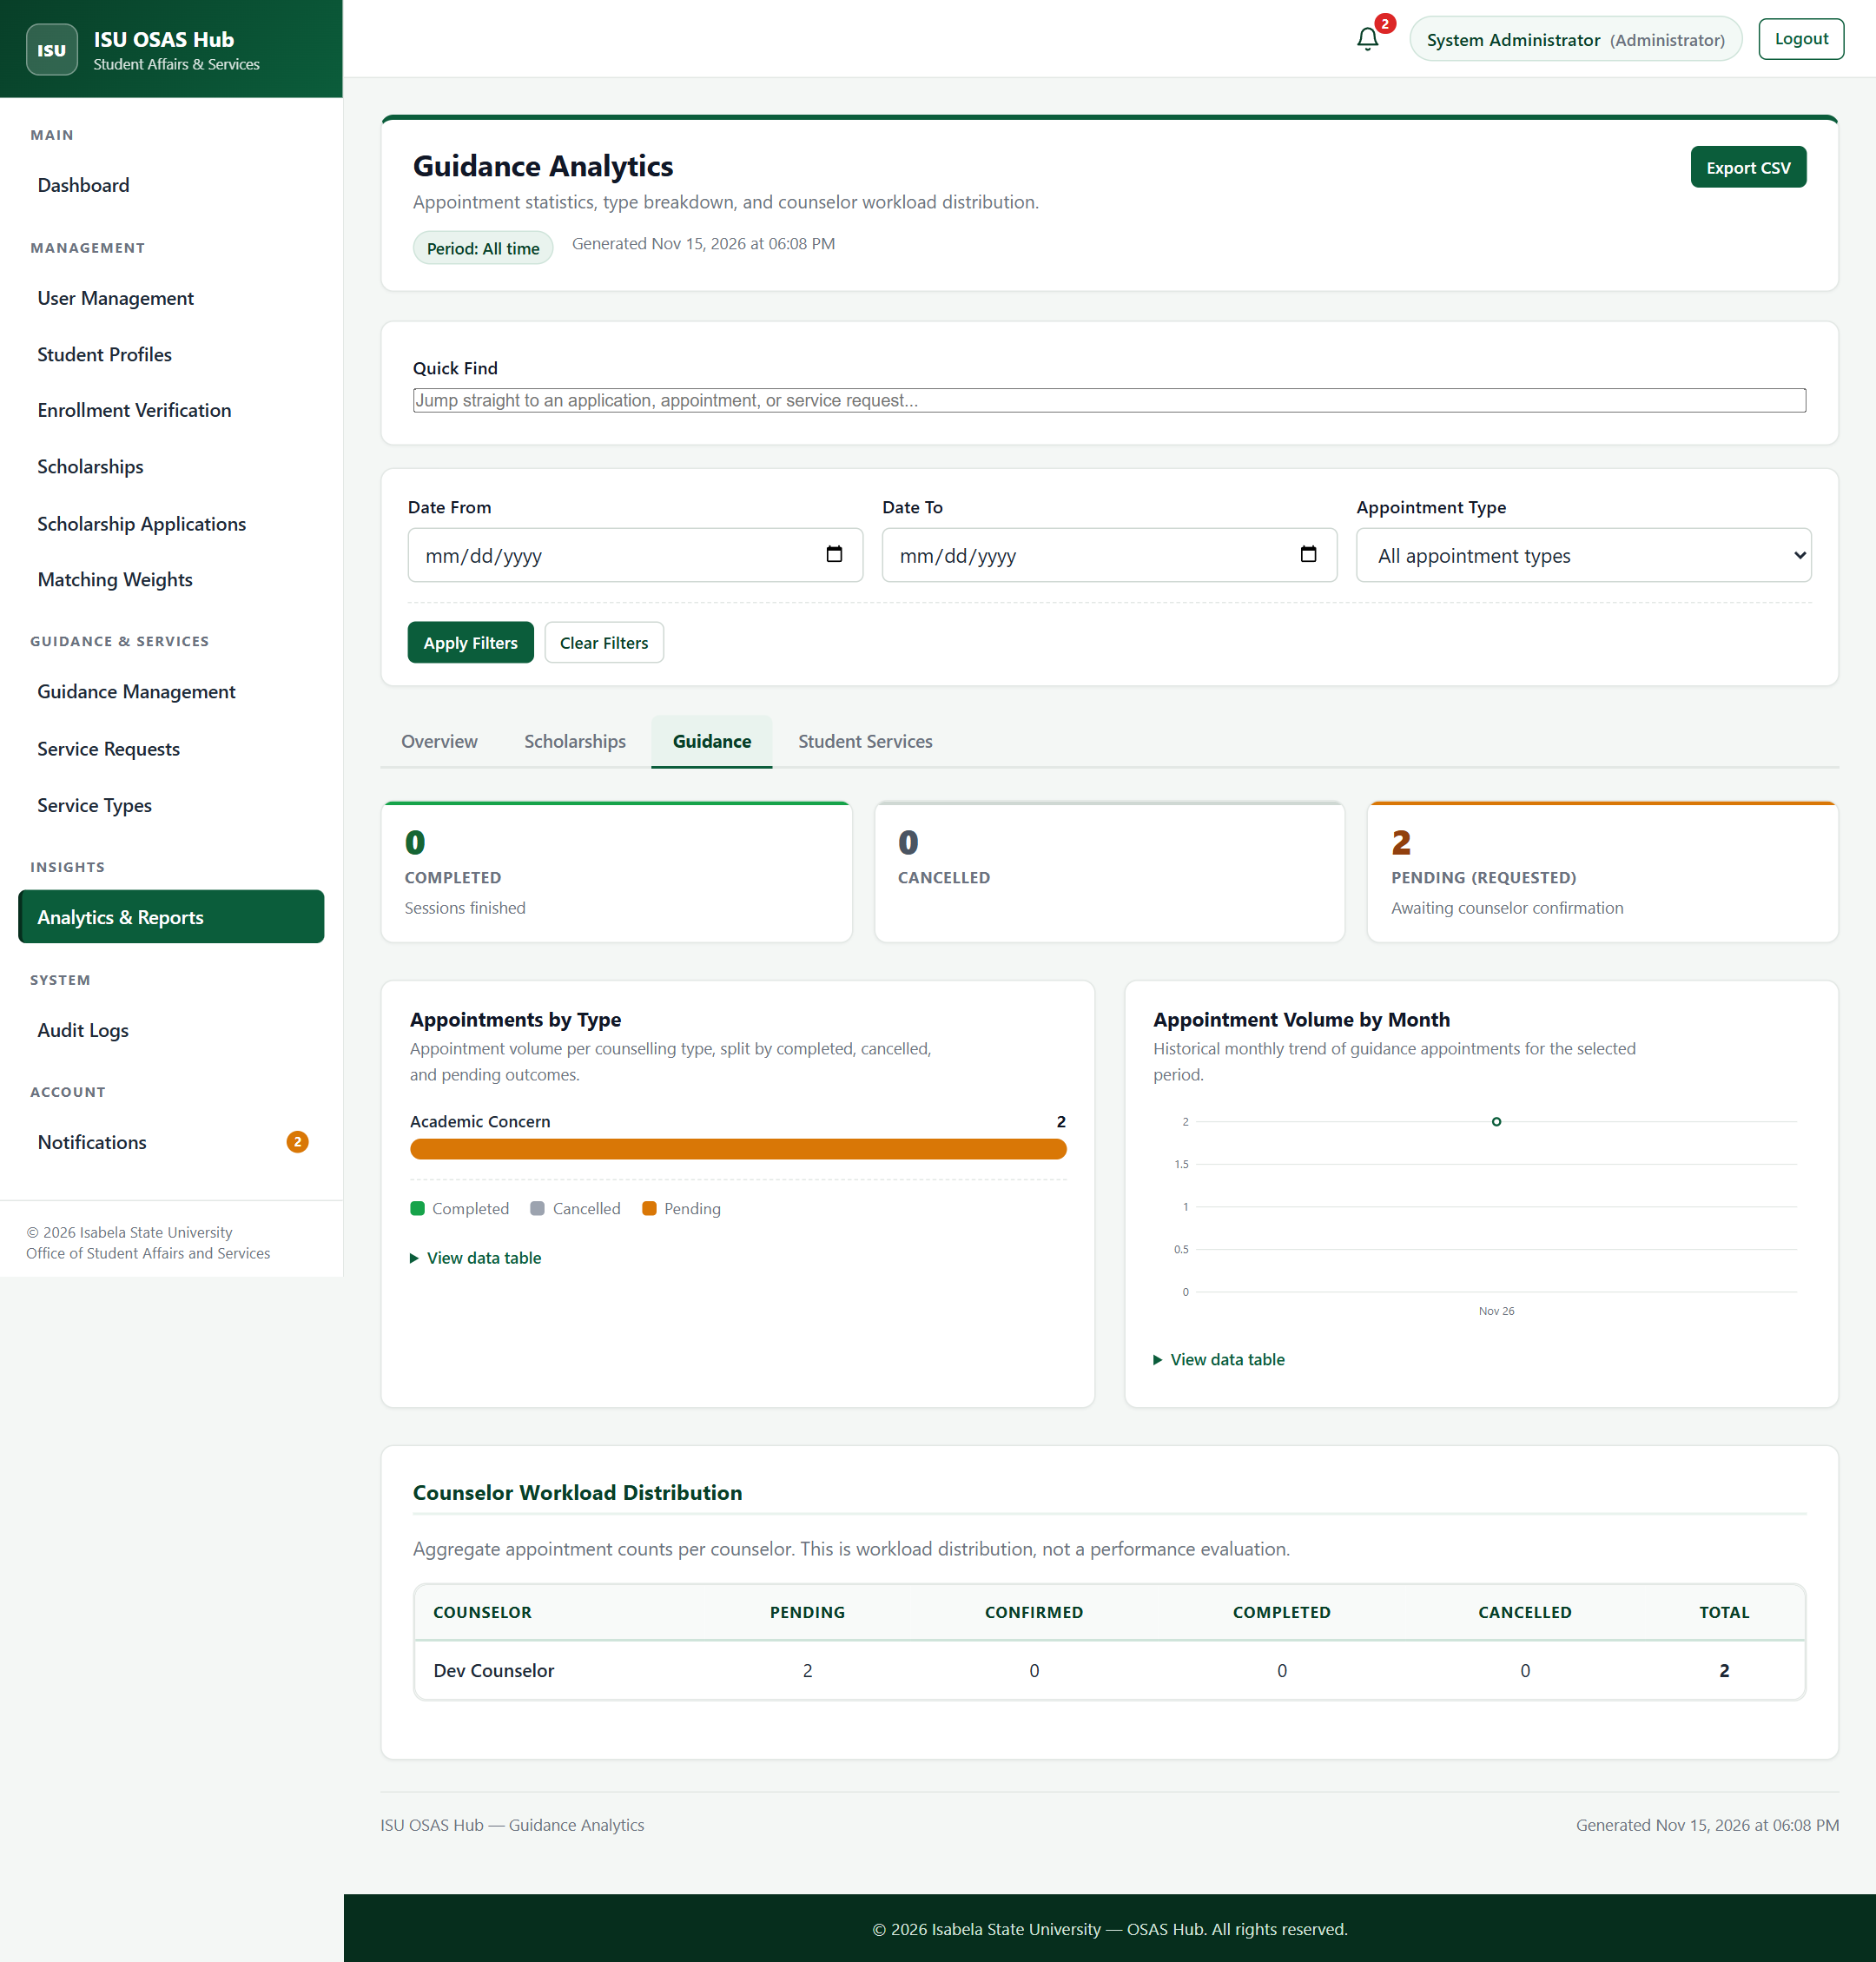 ISU
ISU OSAS Hub
Student Affairs & Services
MAIN
Dashboard
MANAGEMENT
User Management
Student Profiles
Enrollment Verification
Scholarships
Scholarship Applications
Matching Weights
GUIDANCE & SERVICES
Guidance Management
Service Requests
Service Types
INSIGHTS
Analytics & Reports
SYSTEM
Audit Logs
ACCOUNT
Notifications 2
© 2026 Isabela State University
Office of Student Affairs and Services
2
System Administrator (Administrator)
Logout
Guidance Analytics
Export CSV
Appointment statistics, type breakdown, and counselor workload distribution.
Period: All time Generated Nov 15, 2026 at 06:08 PM
Quick Find
Jump straight to an application, appointment, or service request...
Date From Date To Appointment Type
mm/dd/yyyy mm/dd/yyyy All appointment types
Apply Filters Clear Filters
Overview Scholarships Guidance Student Services
0
COMPLETED
Sessions finished
0
CANCELLED
2
PENDING (REQUESTED)
Awaiting counselor confirmation
Appointments by Type
Appointment volume per counselling type, split by completed, cancelled,
and pending outcomes.
Academic Concern 2
Completed Cancelled Pending
View data table
Appointment Volume by Month
Historical monthly trend of guidance appointments for the selected
period.
2
1.5
1
0.5
0
Nov 26
View data table
Counselor Workload Distribution
Aggregate appointment counts per counselor. This is workload distribution, not a performance evaluation.
COUNSELOR PENDING CONFIRMED COMPLETED CANCELLED TOTAL
Dev Counselor 2 0 0 0 2
ISU OSAS Hub — Guidance Analytics Generated Nov 15, 2026 at 06:08 PM
© 2026 Isabela State University — OSAS Hub. All rights reserved.